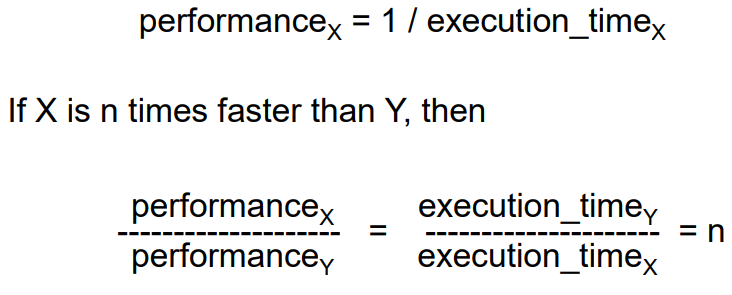 performanceX = 1 / execution_timeX
If X is n times faster than Y, then
performanceX execution_timeY
-------------------- = --------------------- = n
performanceY execution_timeX